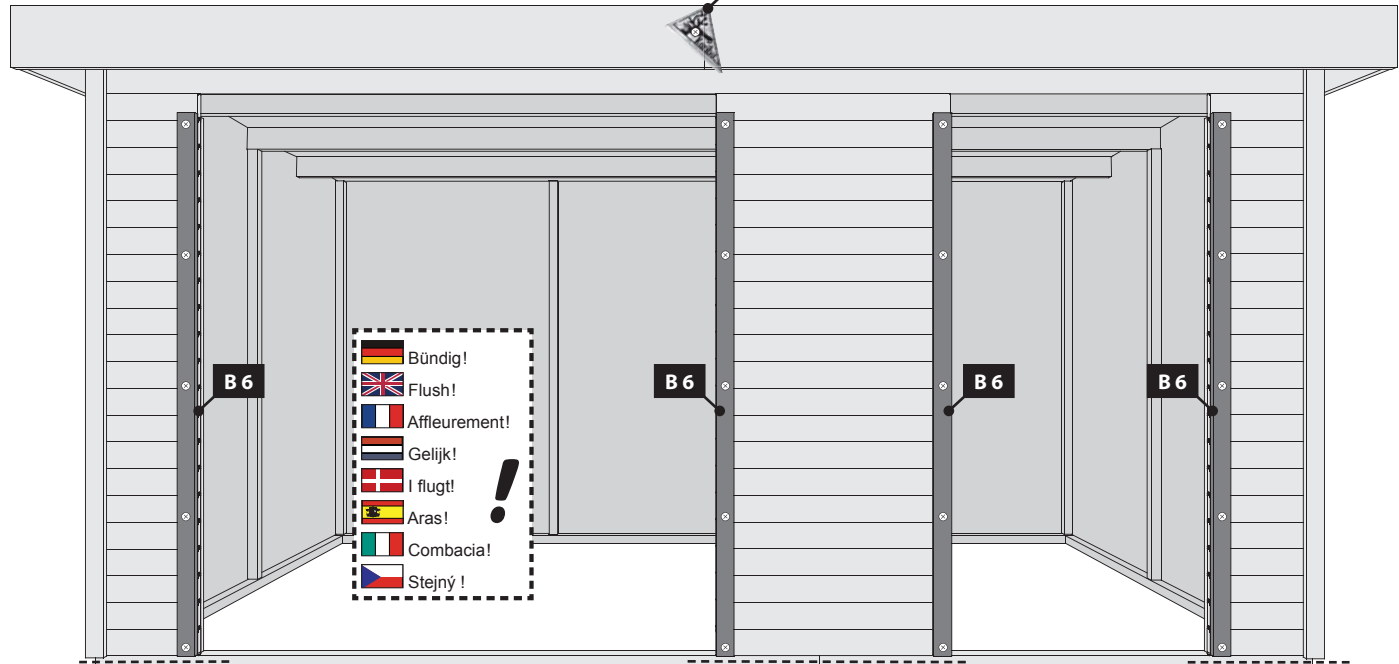 Bündig!
Flush!
Affleurement!
Gelijk!
I flugt!
Aras!
Combacia!
Stejný !
!
B 6
B 6
B 6
B 6